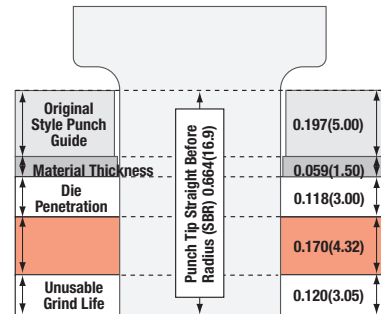 Original
Style Punch
Guide
Material Thickness
Die
Penetration
Unusable
Grind Life
Punch Tip Straight Before
Radius (SBR) 0.664(16.9)
0.197(5.00)
0.059(1.50)
0.118(3.00)
0.170(4.32)
0.120(3.05)